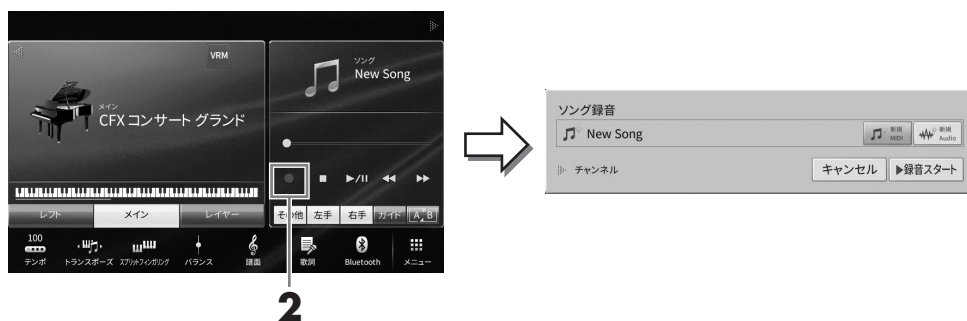 VRM
メイン
CFX コンサート グランド
ソング
New Song
レフト
メイン
レイヤー
その他
左手
右手
ガイド
A B
100
テンポ
トランスポーズ
スプリットフィンガリング
バランス
譜面
歌詞
Bluetooth
メニュー
2
ソング録音
New Song
新規
MIDI
新規
Audio
チャンネル
キャンセル
録音スタート